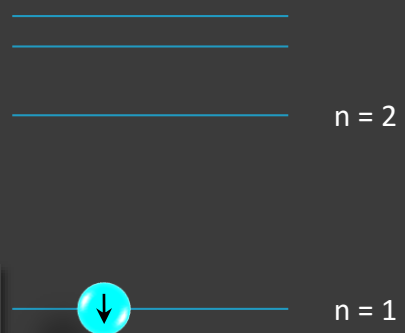 n = 2
n = 1